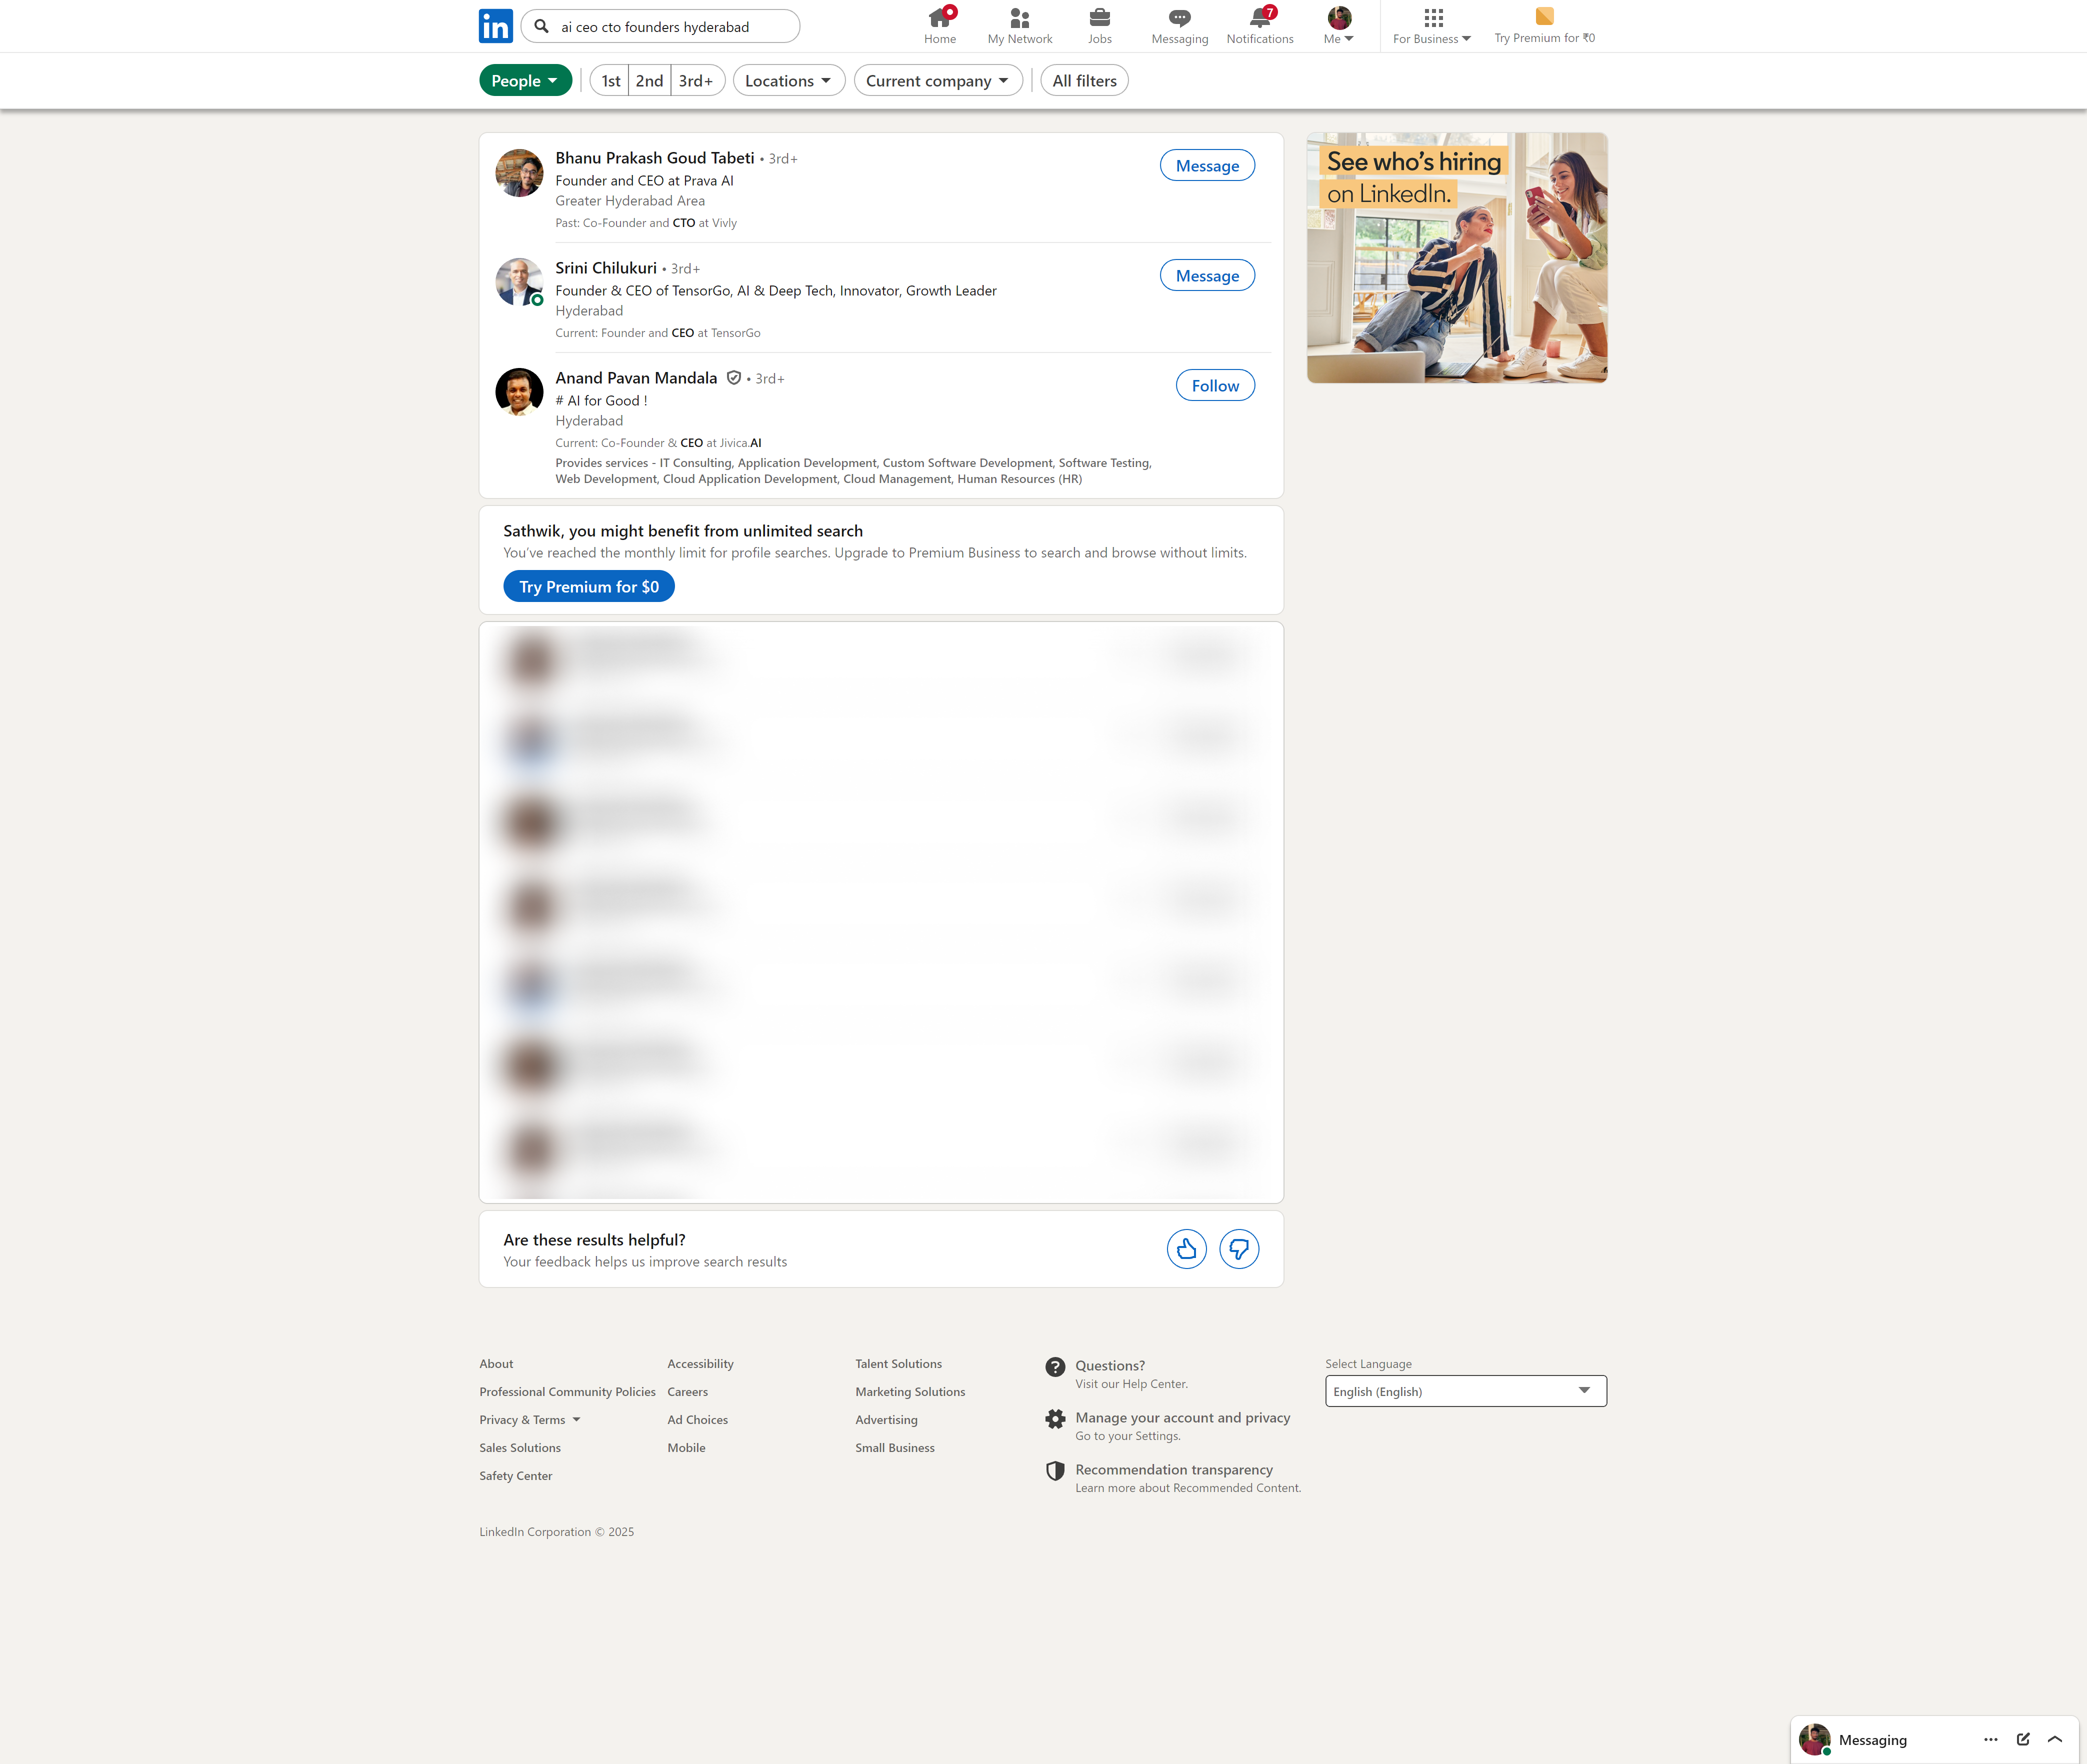 in
ai ceo cto founders hyderabad
Home
My Network
Jobs
Messaging
7
Notifications
Me
For Business
Try Premium for ₹0
People
1st
2nd
3rd+
Locations
Current company
All filters
Bhanu Prakash Goud Tabeti • 3rd+
Founder and CEO at Prava AI
Greater Hyderabad Area
Past: Co-Founder and CTO at Vivly
Message
Srini Chilukuri • 3rd+
Founder & CEO of TensorGo, AI & Deep Tech, Innovator, Growth Leader
Hyderabad
Current: Founder and CEO at TensorGo
Message
Anand Pavan Mandala • 3rd+
# AI for Good !
Hyderabad
Current: Co-Founder & CEO at Jivica.AI
Provides services - IT Consulting, Application Development, Custom Software Development, Software Testing,
Web Development, Cloud Application Development, Cloud Management, Human Resources (HR)
Follow
See who's hiring
on LinkedIn.
Sathwik, you might benefit from unlimited search
You've reached the monthly limit for profile searches. Upgrade to Premium Business to search and browse without limits.
Try Premium for $0
Are these results helpful?
Your feedback helps us improve search results
About
Accessibility
Talent Solutions
Professional Community Policies
Careers
Marketing Solutions
Privacy & Terms
Ad Choices
Advertising
Sales Solutions
Mobile
Small Business
Safety Center
Questions?
Visit our Help Center.
Manage your account and privacy
Go to your Settings.
Recommendation transparency
Learn more about Recommended Content.
Select Language
English (English)
LinkedIn Corporation © 2025
Messaging